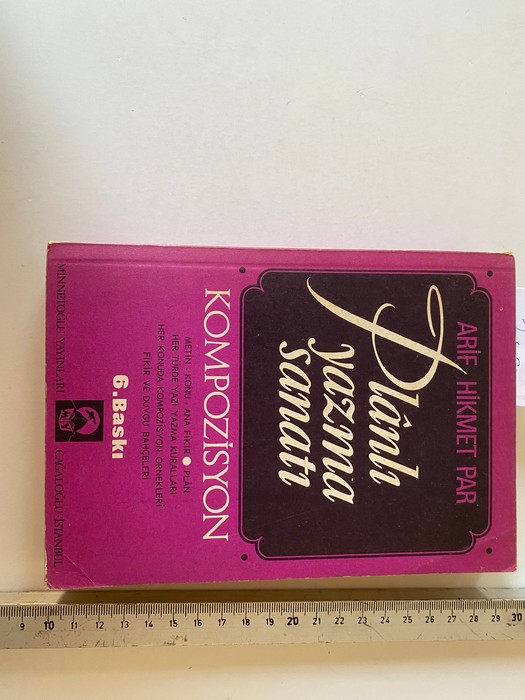 ARİF HİKMET PAR
Plânlı
yazma
sanatı
KOMPOZİSYON
METİN . KONU . ANA FİKİR ● PLÂN
HER TÜRDE YAZI YAZMA KURALLARI
HER KONUDA KOMPOZİSYON ÖRNEKLERİ
FİKİR VE DUYGU BAHÇELERİ
6.Baskı
MİNNETOĞLU YAYINLARI CAĞALOĞLU-İSTANBUL
9 10 11 12 13 14 15 16 17 18 19 20 21 22 23 24 25 26 27 28 29 30